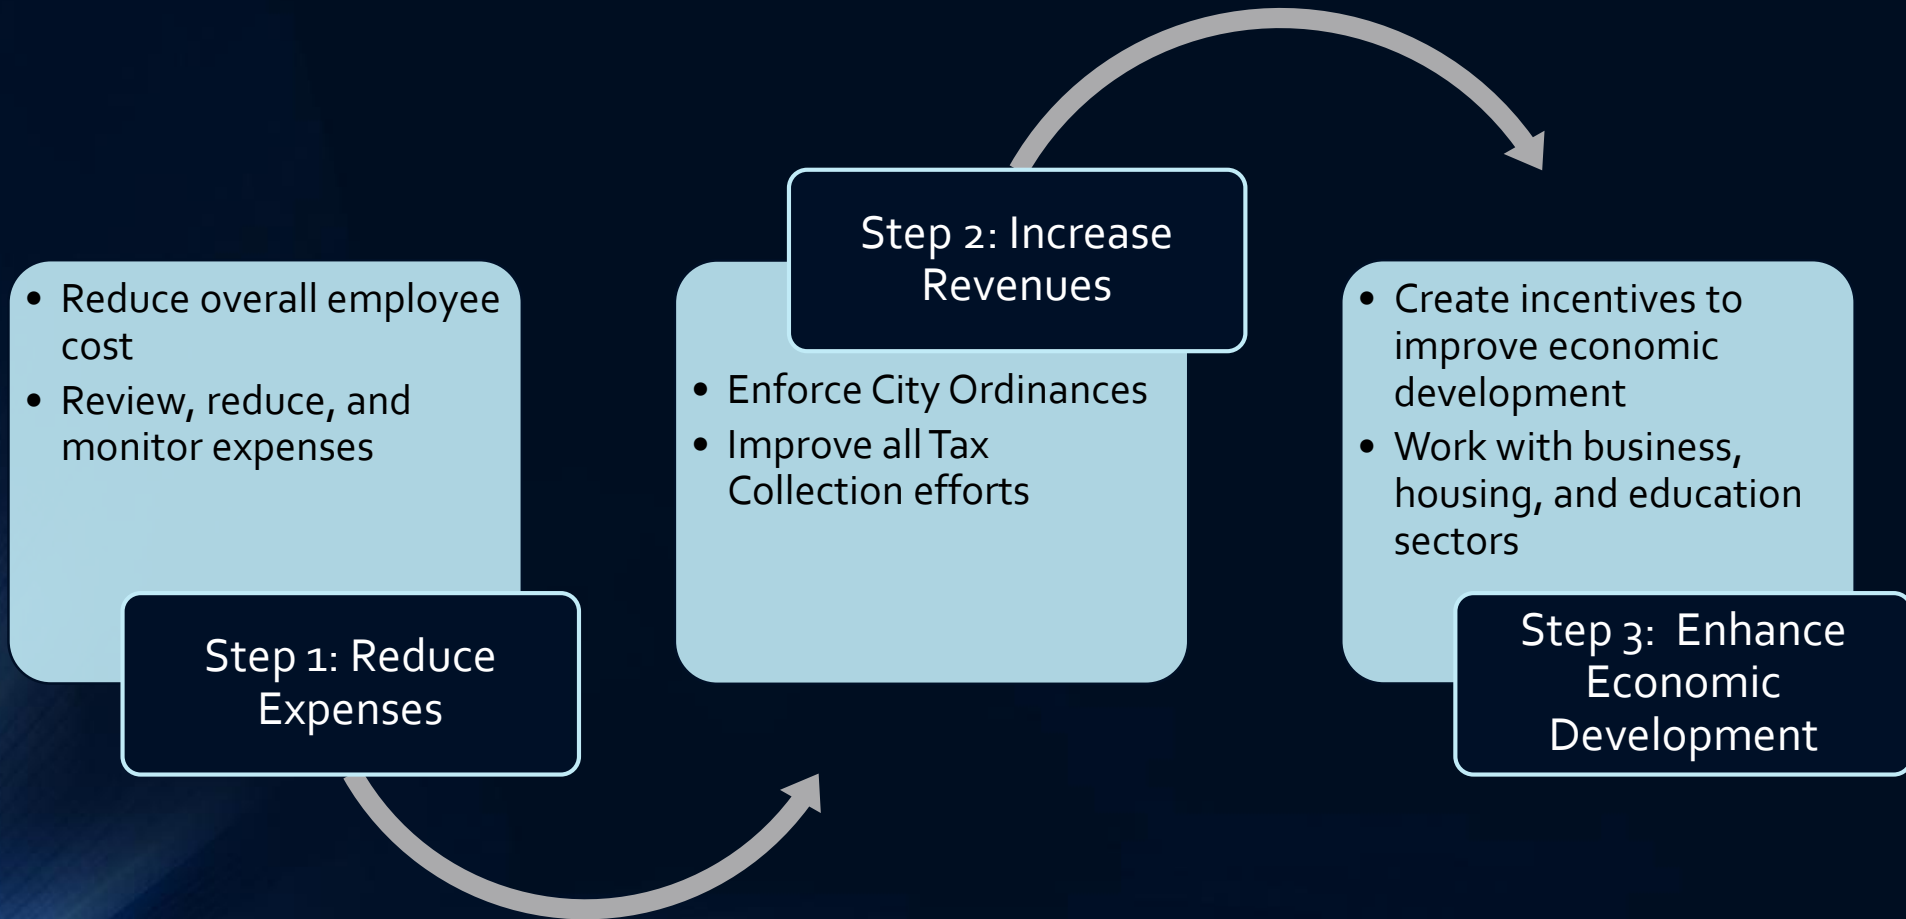 • Reduce overall employee
cost
• Review, reduce, and
monitor expenses
Step 1: Reduce
Expenses
Step 2: Increase
Revenues
• Enforce City Ordinances
• Improve all Tax
Collection efforts
• Create incentives to
improve economic
development
• Work with business,
housing, and education
sectors
Step 3:  Enhance
Economic
Development